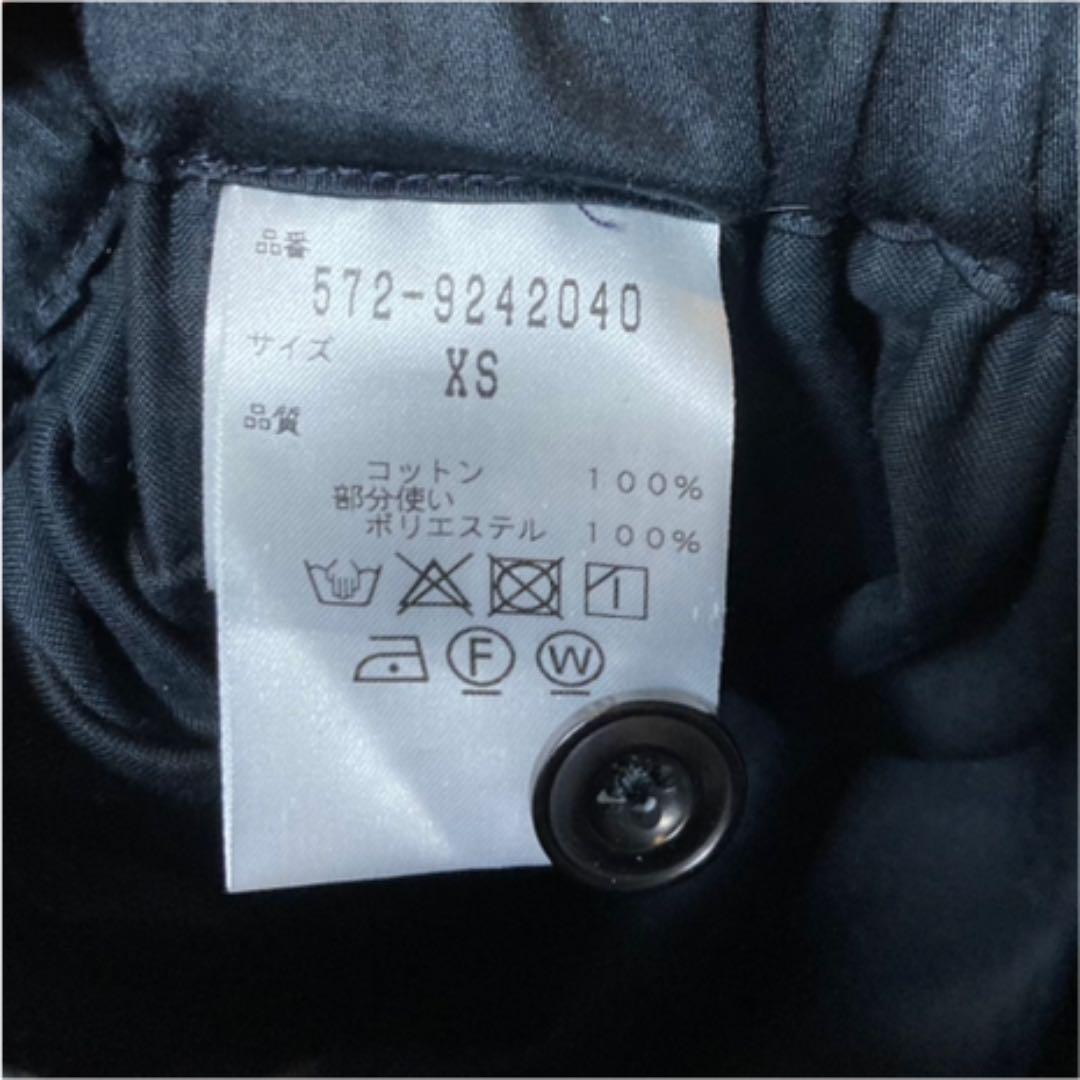 品番
572-9242040
サイズ
XS
品質
コットン 100%
部分使い
ポリエステル 100%
F W